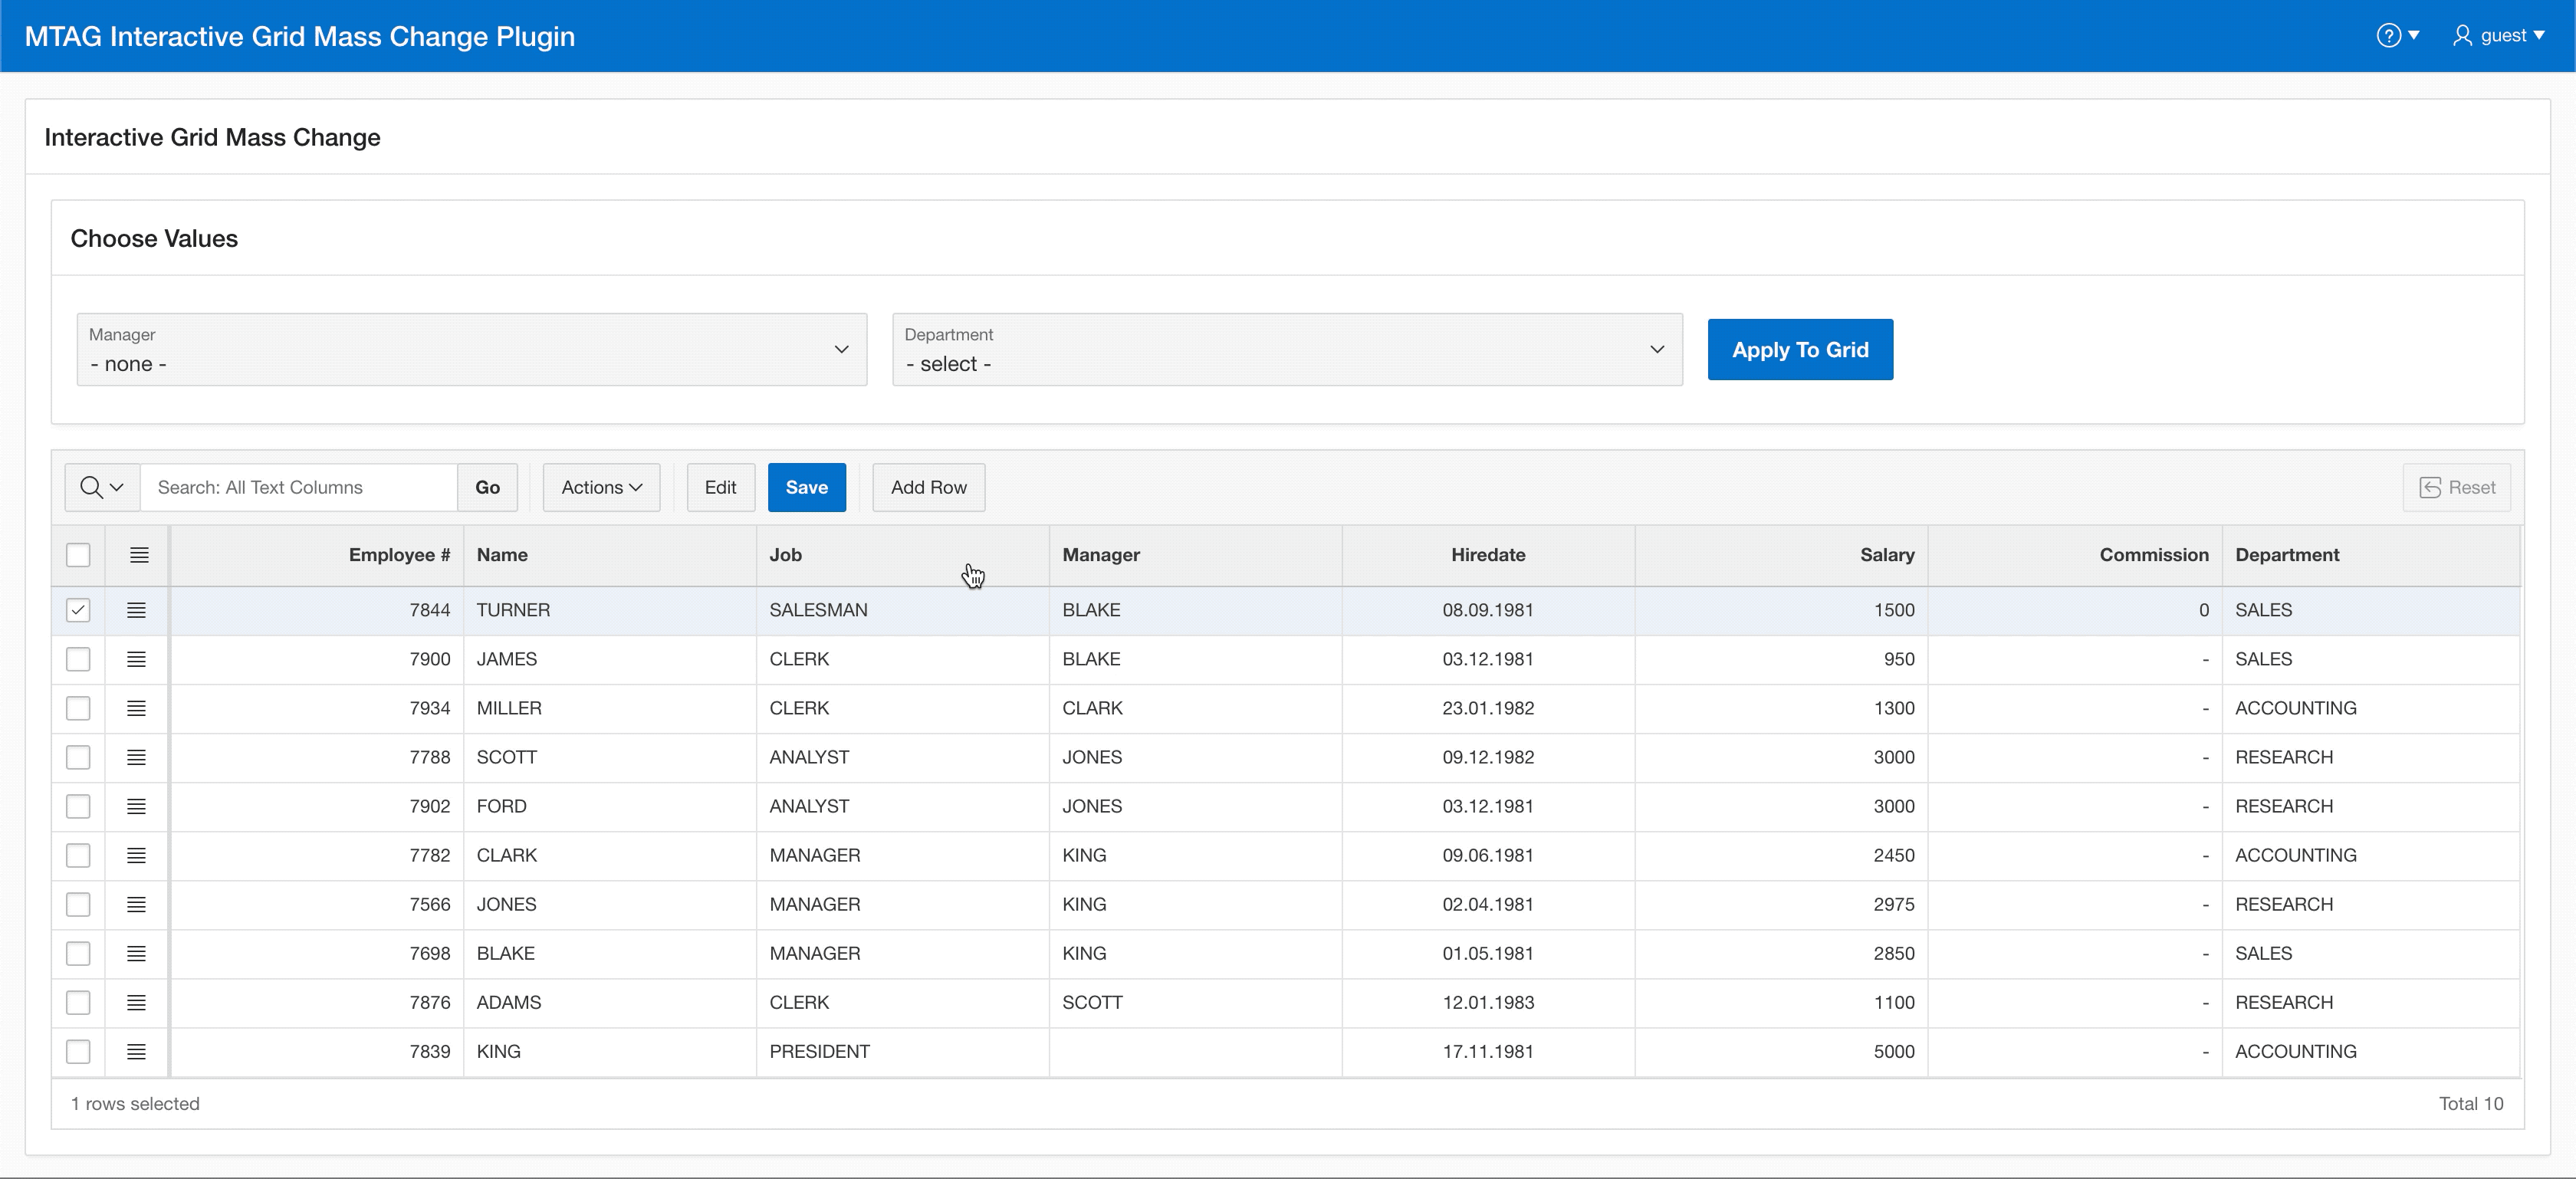 MTAG Interactive Grid Mass Change Plugin
? guest
Interactive Grid Mass Change
Choose Values
Manager
- none -
Department
- select -
Apply To Grid
Search: All Text Columns Go Actions Edit Save Add Row Reset
Employee # Name Job Manager Hiredate Salary Commission Department
7844 TURNER SALESMAN BLAKE 08.09.1981 1500 0 SALES
7900 JAMES CLERK BLAKE 03.12.1981 950 - SALES
7934 MILLER CLERK CLARK 23.01.1982 1300 - ACCOUNTING
7788 SCOTT ANALYST JONES 09.12.1982 3000 - RESEARCH
7902 FORD ANALYST JONES 03.12.1981 3000 - RESEARCH
7782 CLARK MANAGER KING 09.06.1981 2450 - ACCOUNTING
7566 JONES MANAGER KING 02.04.1981 2975 - RESEARCH
7698 BLAKE MANAGER KING 01.05.1981 2850 - SALES
7876 ADAMS CLERK SCOTT 12.01.1983 1100 - RESEARCH
7839 KING PRESIDENT 17.11.1981 5000 - ACCOUNTING
1 rows selected Total 10